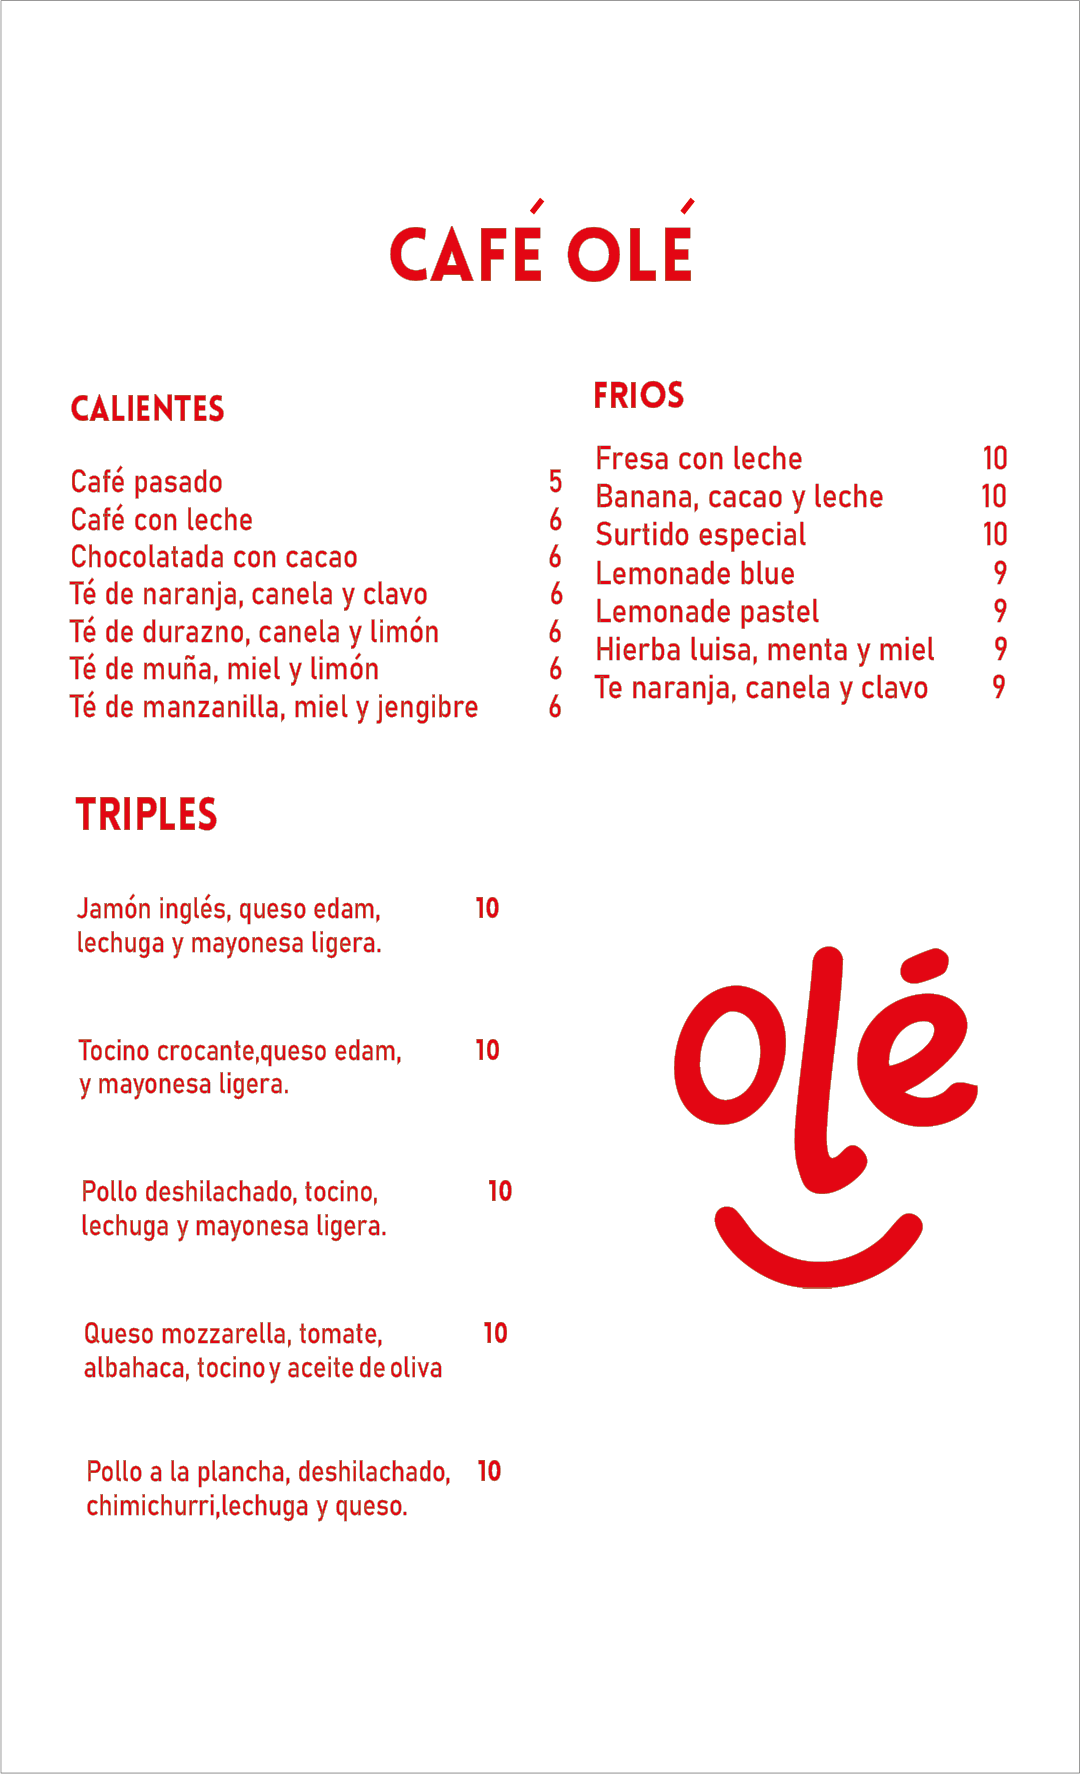 CAFÉ OLÉ
CALIENTES
Café pasado 5
Café con leche 6
Chocolatada con cacao 6
Té de naranja, canela y clavo 6
Té de durazno, canela y limón 6
Té de muña, miel y limón 6
Té de manzanilla, miel y jengibre 6
FRIOS
Fresa con leche 10
Banana, cacao y leche 10
Surtido especial 10
Lemonade blue 9
Lemonade pastel 9
Hierba luisa, menta y miel 9
Te naranja, canela y clavo 9
TRIPLES
Jamón inglés, queso edam, 10
lechuga y mayonesa ligera.
Tocino crocante,queso edam, 10
y mayonesa ligera.
Pollo deshilachado, tocino, 10
lechuga y mayonesa ligera.
Queso mozzarella, tomate, 10
albahaca, tocino y aceite de oliva
Pollo a la plancha, deshilachado, 10
chimichurri,lechuga y queso.
olé